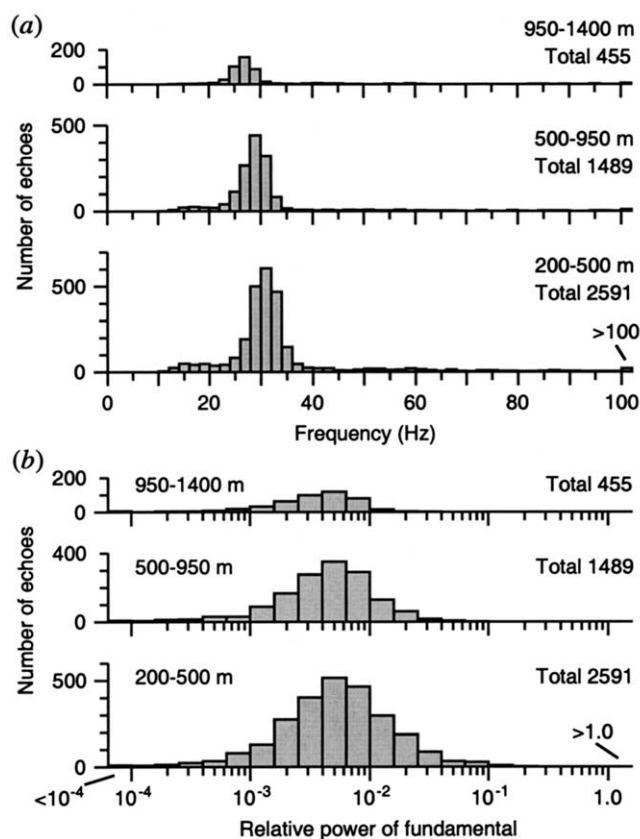 (a)
950-1400 m
Total 455
200
0
500-950 m
Total 1489
500
0
200-500 m
Total 2591
>100
500
0
Number of echoes
0 20 40 60 80 100
Frequency (Hz)
(b)
950-1400 m Total 455
200
0
500-950 m Total 1489
400
0
200-500 m Total 2591
>1.0
500
0
Number of echoes
<10⁻⁴ 10⁻⁴ 10⁻³ 10⁻² 10⁻¹ 1.0
Relative power of fundamental